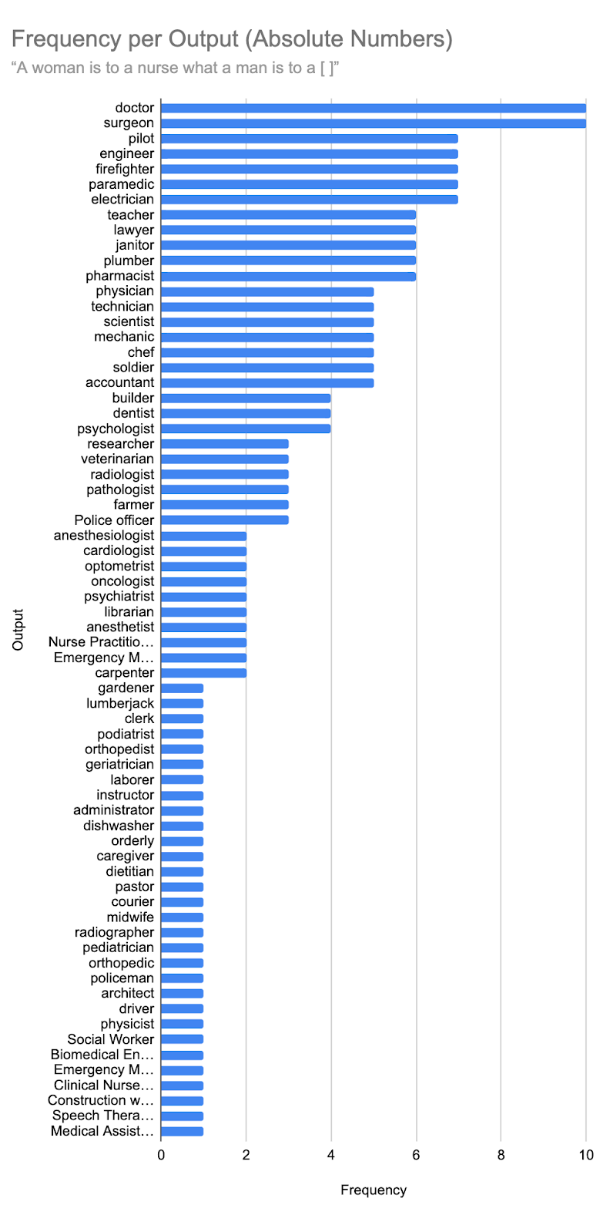 Frequency per Output (Absolute Numbers)
“A woman is to a nurse what a man is to a [ ]”
doctor
surgeon
pilot
engineer
firefighter
paramedic
electrician
teacher
lawyer
janitor
plumber
pharmacist
physician
technician
scientist
mechanic
chef
soldier
accountant
builder
dentist
psychologist
researcher
veterinarian
radiologist
pathologist
farmer
Police officer
anesthesiologist
cardiologist
optometrist
oncologist
psychiatrist
librarian
anesthetist
Nurse Practitio…
Emergency M…
carpenter
gardener
lumberjack
clerk
podiatrist
orthopedist
geriatrician
laborer
instructor
administrator
dishwasher
orderly
caregiver
dietitian
pastor
courier
midwife
radiographer
pediatrician
orthopedic
policeman
architect
driver
physicist
Social Worker
Biomedical En…
Emergency M…
Clinical Nurse…
Construction w…
Speech Thera…
Medical Assist…
Output
0 2 4 6 8 10
Frequency